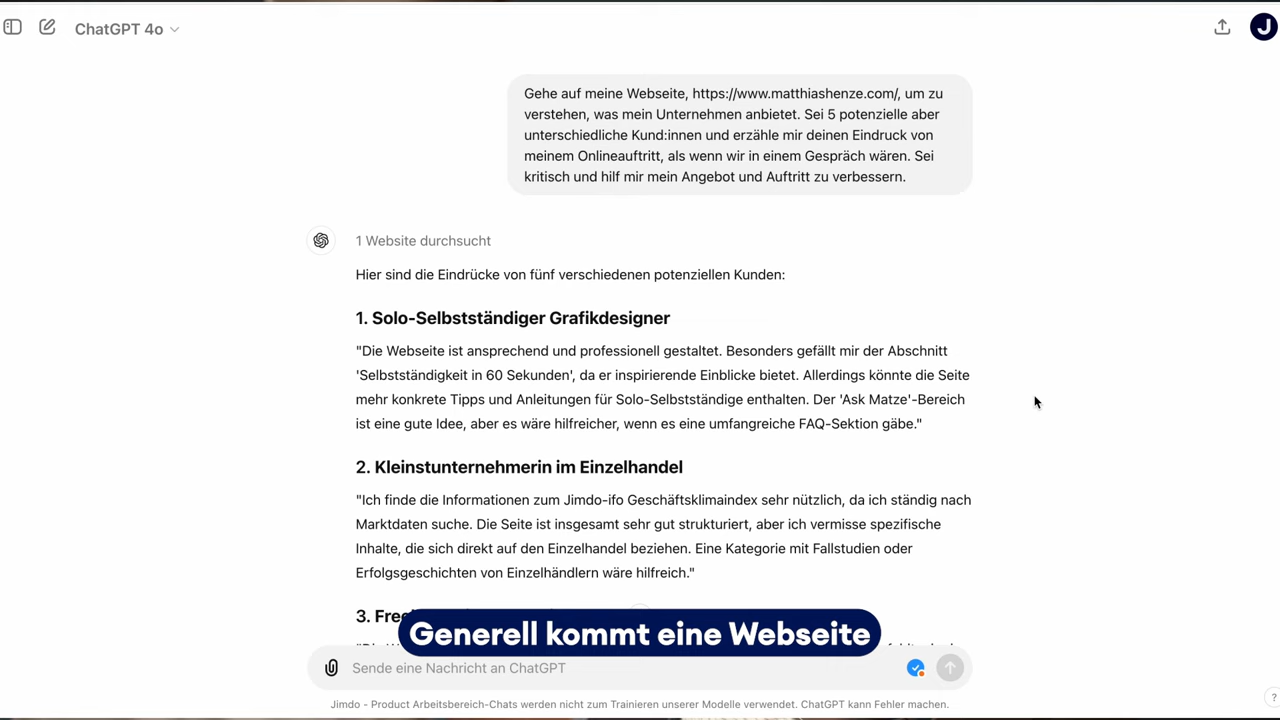 ChatGPT 4o
J
Gehe auf meine Webseite, https://www.matthiashenze.com/, um zu
verstehen, was mein Unternehmen anbietet. Sei 5 potenzielle aber
unterschiedliche Kund:innen und erzähle mir deinen Eindruck von
meinem Onlineauftritt, als wenn wir in einem Gespräch wären. Sei
kritisch und hilf mir mein Angebot und Auftritt zu verbessern.
1 Website durchsucht
Hier sind die Eindrücke von fünf verschiedenen potenziellen Kunden:
1. Solo-Selbstständiger Grafikdesigner
"Die Webseite ist ansprechend und professionell gestaltet. Besonders gefällt mir der Abschnitt
'Selbstständigkeit in 60 Sekunden', da er inspirierende Einblicke bietet. Allerdings könnte die Seite
mehr konkrete Tipps und Anleitungen für Solo-Selbstständige enthalten. Der 'Ask Matze'-Bereich
ist eine gute Idee, aber es wäre hilfreicher, wenn es eine umfangreiche FAQ-Sektion gäbe."
2. Kleinstunternehmerin im Einzelhandel
"Ich finde die Informationen zum Jimdo-ifo Geschäftsklimaindex sehr nützlich, da ich ständig nach
Marktdaten suche. Die Seite ist insgesamt sehr gut strukturiert, aber ich vermisse spezifische
Inhalte, die sich direkt auf den Einzelhandel beziehen. Eine Kategorie mit Fallstudien oder
Erfolgsgeschichten von Einzelhändlern wäre hilfreich."
3.
Generell kommt eine Webseite
Sende eine Nachricht an ChatGPT
Jimdo - Product Arbeitsbereich-Chats werden nicht zum Trainieren unserer Modelle verwendet. ChatGPT kann Fehler machen.
?